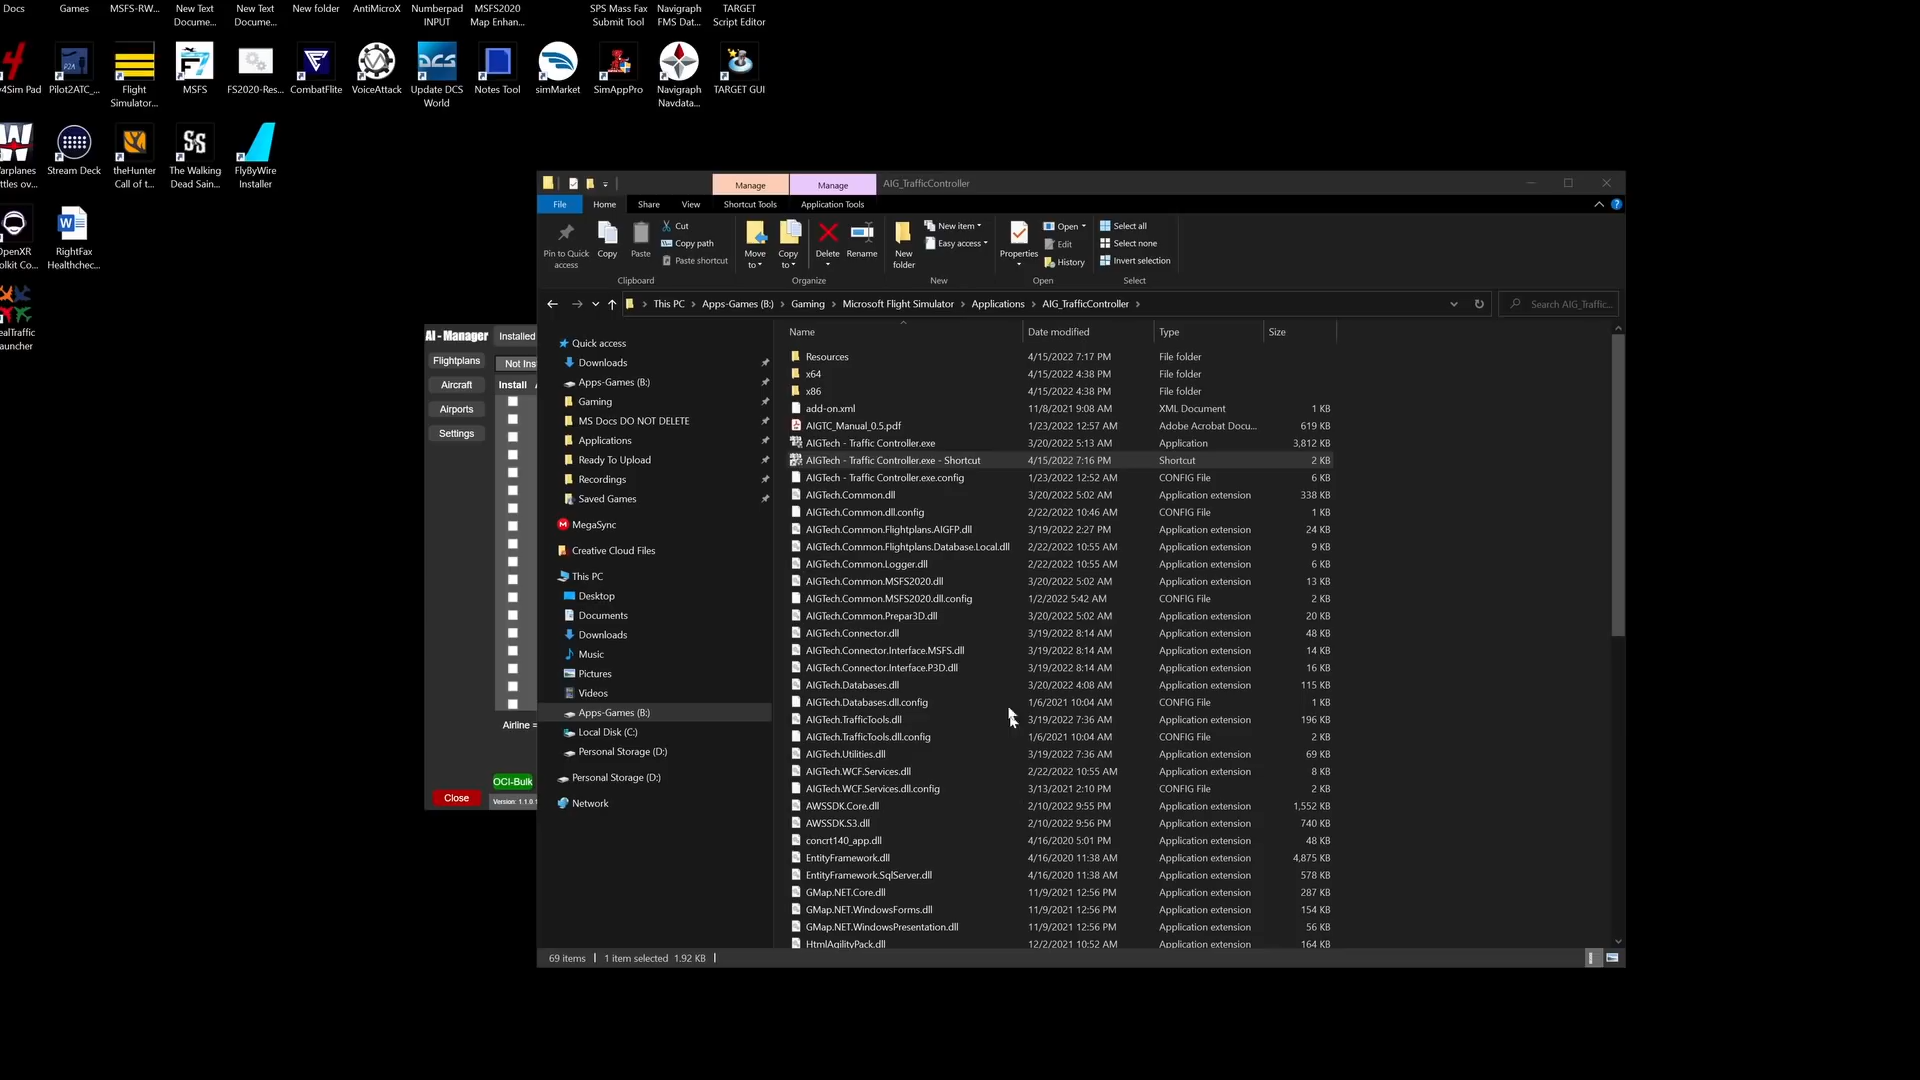 Docs
Games
MSFS-RW...
New Text
Docume...
New Text
Docume...
New folder
AntiMicroX
Numberpad
INPUT
MSFS2020
Map Enhan...
SPS Mass Fax
Submit Tool
Navigraph
FMS Dat...
TARGET
Script Editor
y4Sim Pad
Pilot2ATC_...
Flight
Simulator...
MSFS
FS2020-Res...
CombatFlite
VoiceAttack
Update DCS
World
Notes Tool
simMarket
SimAppPro
Navigraph
Navdata...
TARGET GUI
arplanes
ttles ov...
Stream Deck
theHunter
Call of t...
The Walking
Dead Sain...
FlyByWire
Installer
OpenXR
olkit Co...
RightFax
Healthchec...
ealTraffic
auncher
AI - Manager
Installed
Flightplans
Not Ins
Aircraft
Install
Airports
Settings
Airline =
OCI-Bulk
Close
Version: 1.1.0.1
Manage
Manage
AIG_TrafficController
File
Home
Share
View
Shortcut Tools
Application Tools
Pin to Quick
access
Copy
Paste
Cut
Copy path
Paste shortcut
Clipboard
Move
to
Copy
to
Delete
Rename
Organize
New
folder
New item
Easy access
New
Properties
Open
Edit
History
Open
Select all
Select none
Invert selection
Select
This PC > Apps-Games (B:) > Gaming > Microsoft Flight Simulator > Applications > AIG_TrafficController >
Search AIG_Traffic...
Quick access
Downloads
Apps-Games (B:)
Gaming
MS Docs DO NOT DELETE
Applications
Ready To Upload
Recordings
Saved Games
MegaSync
Creative Cloud Files
This PC
Desktop
Documents
Downloads
Music
Pictures
Videos
Apps-Games (B:)
Local Disk (C:)
Personal Storage (D:)
Personal Storage (D:)
Network
Name Date modified Type Size
Resources 4/15/2022 7:17 PM File folder
x64 4/15/2022 4:38 PM File folder
x86 4/15/2022 4:38 PM File folder
add-on.xml 11/8/2021 9:08 AM XML Document 1 KB
AIGTC_Manual_0.5.pdf 1/23/2022 12:57 AM Adobe Acrobat Docu... 619 KB
AIGTech - Traffic Controller.exe 3/20/2022 5:13 AM Application 3,812 KB
AIGTech - Traffic Controller.exe - Shortcut 4/15/2022 7:16 PM Shortcut 2 KB
AIGTech - Traffic Controller.exe.config 1/23/2022 12:52 AM CONFIG File 6 KB
AIGTech.Common.dll 3/20/2022 5:02 AM Application extension 338 KB
AIGTech.Common.dll.config 2/22/2022 10:46 AM CONFIG File 1 KB
AIGTech.Common.Flightplans.AIGFP.dll 3/19/2022 2:27 PM Application extension 24 KB
AIGTech.Common.Flightplans.Database.Local.dll 2/22/2022 10:55 AM Application extension 9 KB
AIGTech.Common.Logger.dll 2/22/2022 10:55 AM Application extension 6 KB
AIGTech.Common.MSFS2020.dll 3/20/2022 5:02 AM Application extension 13 KB
AIGTech.Common.MSFS2020.dll.config 1/2/2022 5:42 AM CONFIG File 2 KB
AIGTech.Common.Prepar3D.dll 3/20/2022 5:02 AM Application extension 20 KB
AIGTech.Connector.dll 3/19/2022 8:14 AM Application extension 48 KB
AIGTech.Connector.Interface.MSFS.dll 3/19/2022 8:14 AM Application extension 14 KB
AIGTech.Connector.Interface.P3D.dll 3/19/2022 8:14 AM Application extension 16 KB
AIGTech.Databases.dll 3/20/2022 4:08 AM Application extension 115 KB
AIGTech.Databases.dll.config 1/6/2021 10:04 AM CONFIG File 1 KB
AIGTech.TrafficTools.dll 3/19/2022 7:36 AM Application extension 196 KB
AIGTech.TrafficTools.dll.config 1/6/2021 10:04 AM CONFIG File 2 KB
AIGTech.Utilities.dll 3/19/2022 7:36 AM Application extension 69 KB
AIGTech.WCF.Services.dll 2/22/2022 10:55 AM Application extension 8 KB
AIGTech.WCF.Services.dll.config 3/13/2021 2:10 PM CONFIG File 2 KB
AWSSDK.Core.dll 2/10/2022 9:55 PM Application extension 1,552 KB
AWSSDK.S3.dll 2/10/2022 9:56 PM Application extension 740 KB
concrt140_app.dll 4/16/2020 5:01 PM Application extension 48 KB
EntityFramework.dll 4/16/2020 11:38 AM Application extension 4,875 KB
EntityFramework.SqlServer.dll 4/16/2020 11:38 AM Application extension 578 KB
GMap.NET.Core.dll 11/9/2021 12:56 PM Application extension 287 KB
GMap.NET.WindowsForms.dll 11/9/2021 12:56 PM Application extension 154 KB
GMap.NET.WindowsPresentation.dll 11/9/2021 12:56 PM Application extension 56 KB
HtmlAgilityPack.dll 12/2/2021 10:52 AM Application extension 164 KB
69 items
1 item selected 1.92 KB